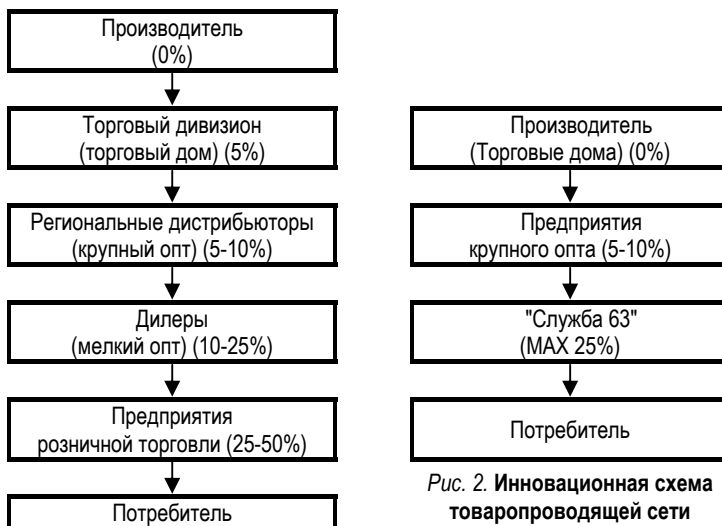 Производитель
(0%)
Торговый дивизион
(торговый дом) (5%)
Региональные дистрибьюторы
(крупный опт) (5-10%)
Дилеры
(мелкий опт) (10-25%)
Предприятия
розничной торговли (25-50%)
Потребитель
Производитель
(Торговые дома) (0%)
Предприятия
крупного опта (5-10%)
"Служба 63"
(MAX 25%)
Потребитель
Рис. 2. Инновационная схема
товаропроводящей сети